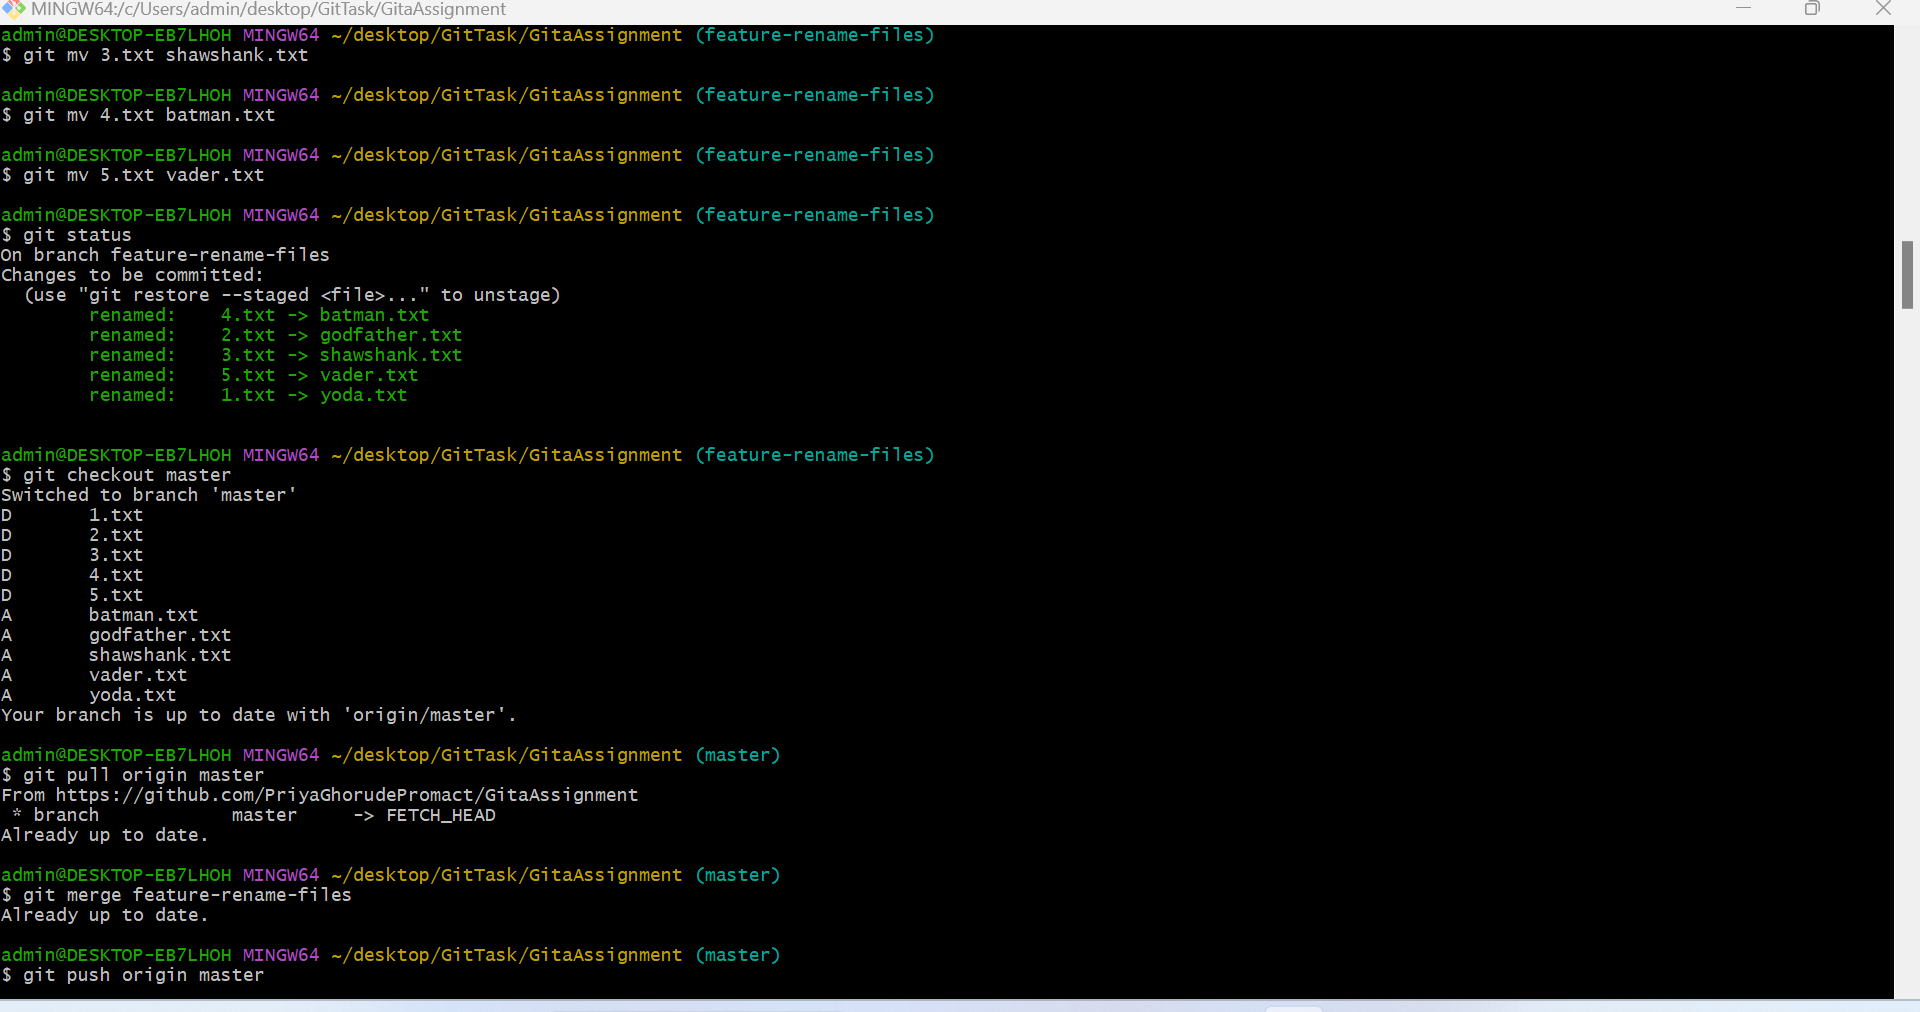 MINGW64:/c/Users/admin/desktop/GitTask/GitaAssignment
admin@DESKTOP-EB7LHOH MINGW64 ~/desktop/GitTask/GitaAssignment (feature-rename-files)
$ git mv 3.txt shawshank.txt
admin@DESKTOP-EB7LHOH MINGW64 ~/desktop/GitTask/GitaAssignment (feature-rename-files)
$ git mv 4.txt batman.txt
admin@DESKTOP-EB7LHOH MINGW64 ~/desktop/GitTask/GitaAssignment (feature-rename-files)
$ git mv 5.txt vader.txt
admin@DESKTOP-EB7LHOH MINGW64 ~/desktop/GitTask/GitaAssignment (feature-rename-files)
$ git status
On branch feature-rename-files
Changes to be committed:
  (use "git restore --staged <file>..." to unstage)
        renamed:    4.txt -> batman.txt
        renamed:    2.txt -> godfather.txt
        renamed:    3.txt -> shawshank.txt
        renamed:    5.txt -> vader.txt
        renamed:    1.txt -> yoda.txt
admin@DESKTOP-EB7LHOH MINGW64 ~/desktop/GitTask/GitaAssignment (feature-rename-files)
$ git checkout master
Switched to branch 'master'
D       1.txt
D       2.txt
D       3.txt
D       4.txt
D       5.txt
A       batman.txt
A       godfather.txt
A       shawshank.txt
A       vader.txt
A       yoda.txt
Your branch is up to date with 'origin/master'.
admin@DESKTOP-EB7LHOH MINGW64 ~/desktop/GitTask/GitaAssignment (master)
$ git pull origin master
From https://github.com/PriyaGhorudePromact/GitaAssignment
 * branch            master     -> FETCH_HEAD
Already up to date.
admin@DESKTOP-EB7LHOH MINGW64 ~/desktop/GitTask/GitaAssignment (master)
$ git merge feature-rename-files
Already up to date.
admin@DESKTOP-EB7LHOH MINGW64 ~/desktop/GitTask/GitaAssignment (master)
$ git push origin master